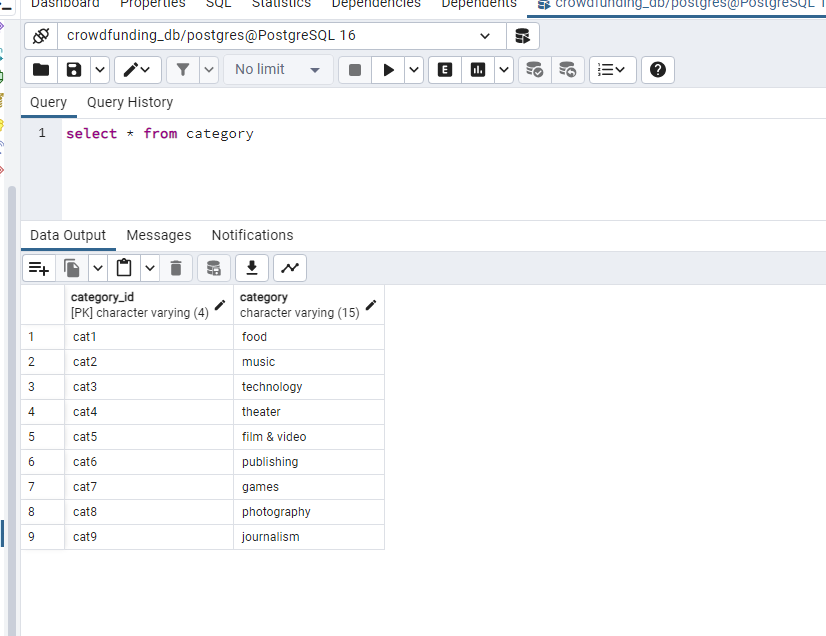 Dashboard Properties SQL Statistics Dependencies Dependents crowdfunding_db/postgres@PostgreSQL 1
crowdfunding_db/postgres@PostgreSQL 16
No limit E
Query Query History
1 select * from category
Data Output Messages Notifications
category_id category
[PK] character varying (4) character varying (15)
1 cat1 food
2 cat2 music
3 cat3 technology
4 cat4 theater
5 cat5 film & video
6 cat6 publishing
7 cat7 games
8 cat8 photography
9 cat9 journalism